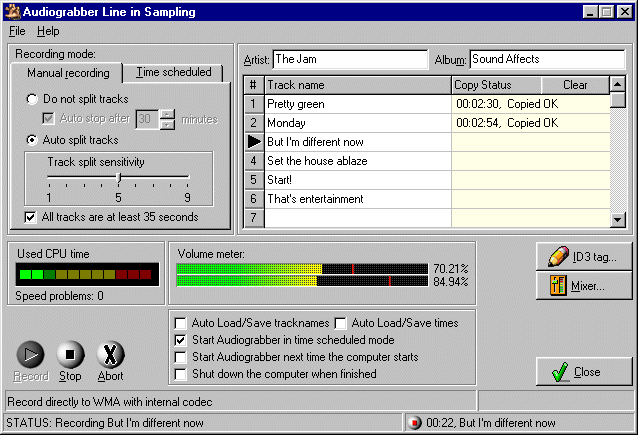 Audiograbber Line in Sampling
File Help
Recording mode:
Manual recording Time scheduled
Do not split tracks
Auto stop after 30 minutes
Auto split tracks
Track split sensitivity
1 5 9
All tracks are at least 35 seconds
Artist: The Jam Album: Sound Affects
# Track name Copy Status Clear
1 Pretty green 00:02:30, Copied OK
2 Monday 00:02:54, Copied OK
But I'm different now
4 Set the house ablaze
5 Start!
6 That's entertainment
7
Used CPU time
Speed problems: 0
Volume meter:
70.21%
84.94%
ID3 tag...
Mixer...
Record Stop Abort
Auto Load/Save tracknames Auto Load/Save times
Start Audiograbber in time scheduled mode
Start Audiograbber next time the computer starts
Shut down the computer when finished
Close
Record directly to WMA with internal codec
STATUS: Recording But I'm different now 00:22, But I'm different now